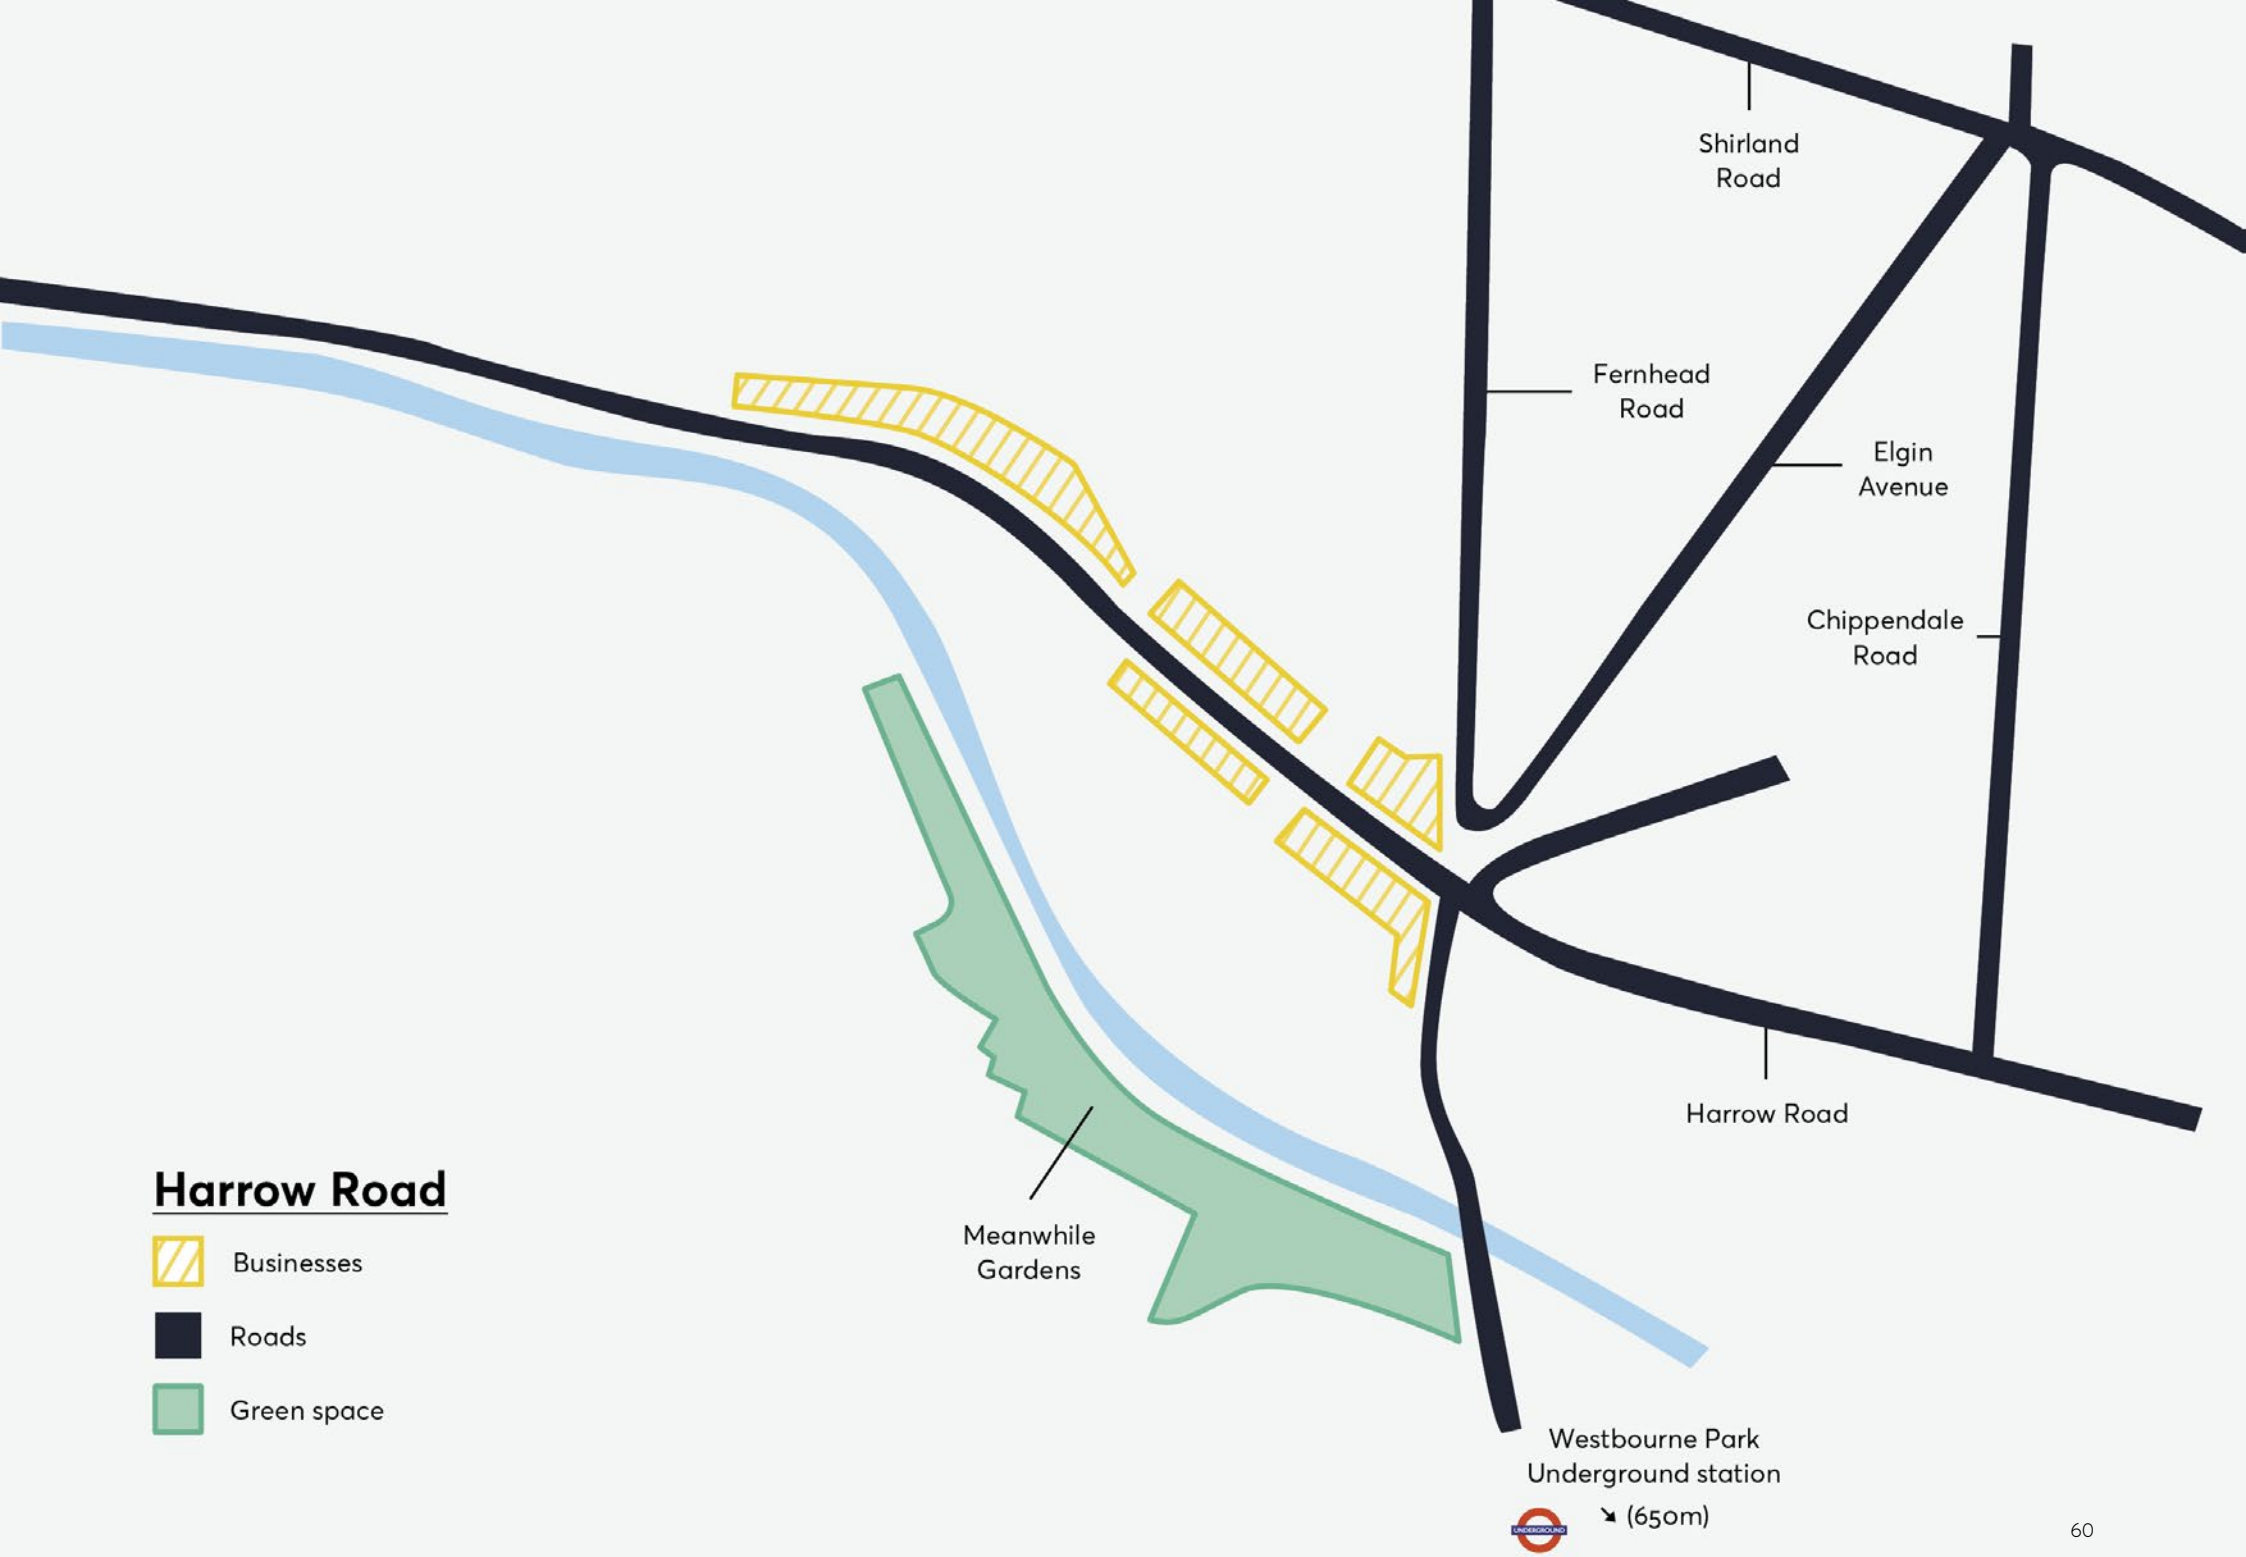 Shirland
Road
Fernhead
Road
Elgin
Avenue
Chippendale
Road
Harrow Road
Meanwhile
Gardens
Harrow Road
Businesses
Roads
Green space
Westbourne Park
Underground station
↘ (650m)
UNDERGROUND
60